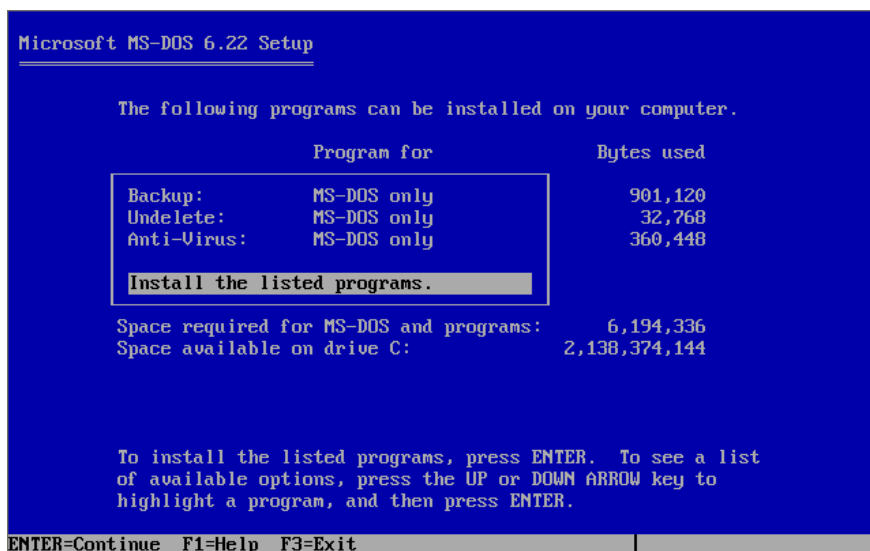 Microsoft MS-DOS 6.22 Setup
The following programs can be installed on your computer.
Program for Bytes used
Backup: MS-DOS only 901,120
Undelete: MS-DOS only 32,768
Anti-Virus: MS-DOS only 360,448
Install the listed programs.
Space required for MS-DOS and programs: 6,194,336
Space available on drive C: 2,138,374,144
To install the listed programs, press ENTER. To see a list
of available options, press the UP or DOWN ARROW key to
highlight a program, and then press ENTER.
ENTER=Continue F1=Help F3=Exit